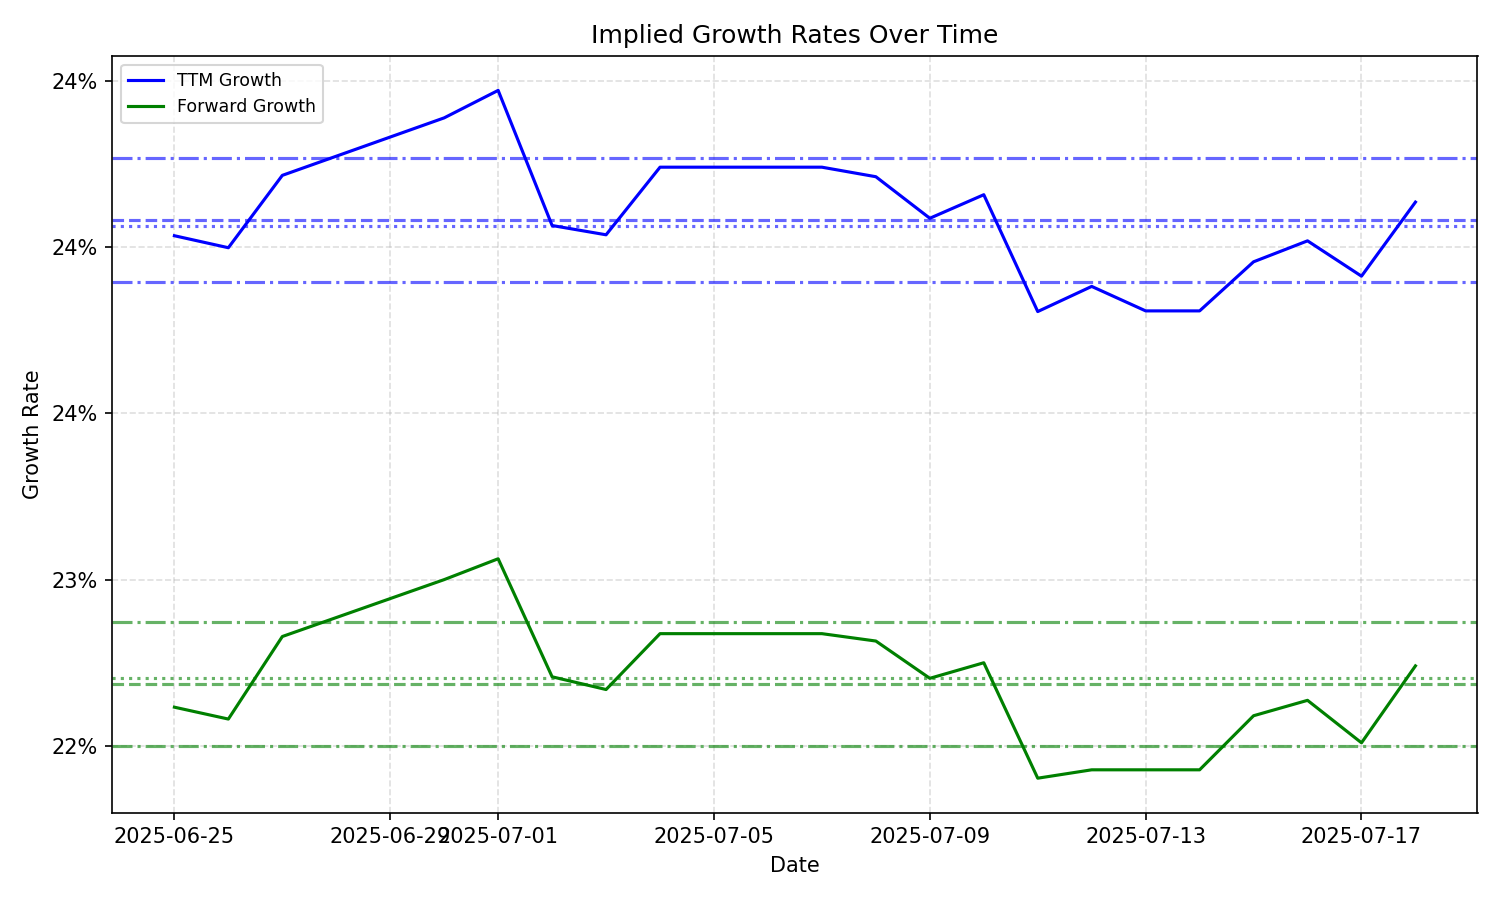 Implied Growth Rates Over Time
TTM Growth
Forward Growth
24%
24%
24%
23%
22%
Growth Rate
2025-06-25
2025-06-29
2025-07-01
2025-07-05
2025-07-09
2025-07-13
2025-07-17
Date